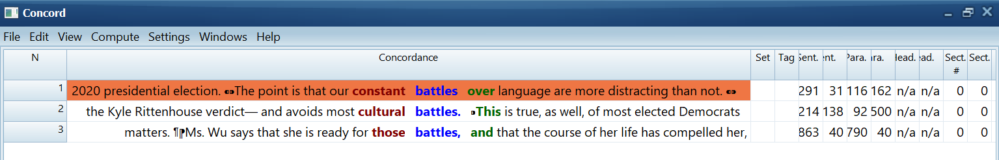 Concord
File Edit View Compute Settings Windows Help
N Concordance Set Tag Sent. ent. Para. ara. Head. ead. Sect. # Sect.
1 2020 presidential election. The point is that our constant battles over language are more distracting than not. 291 31 116 162 n/a n/a 0 0
2 the Kyle Rittenhouse verdict— and avoids most cultural battles. This is true, as well, of most elected Democrats 214 138 92 500 n/a n/a 0 0
3 matters. ¶Ms. Wu says that she is ready for those battles, and that the course of her life has compelled her, 863 40 790 40 n/a n/a 0 0